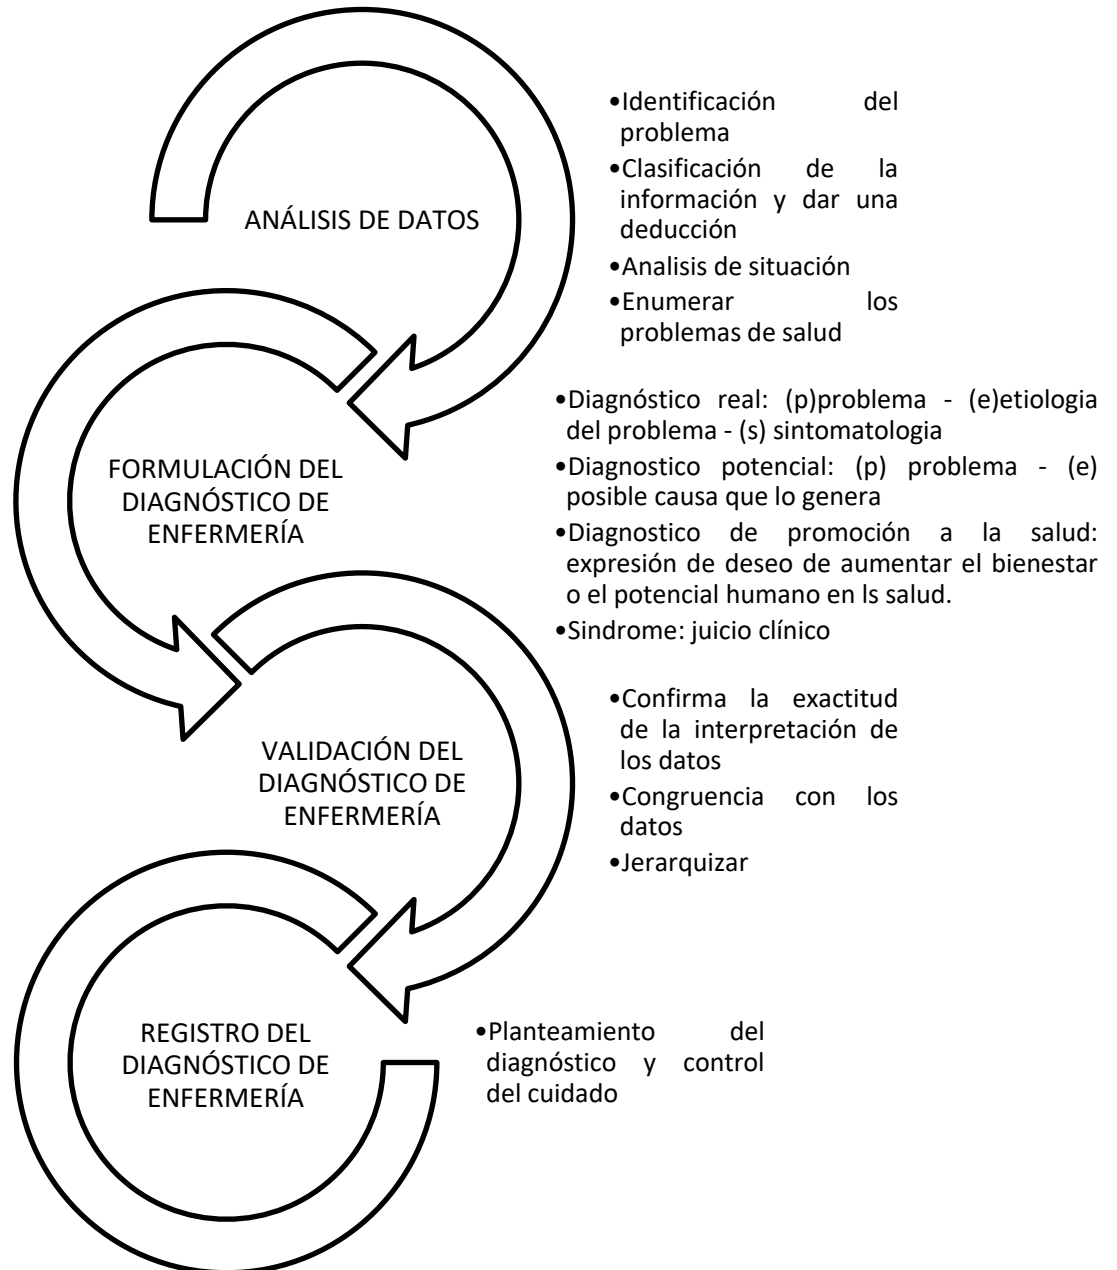 ANÁLISIS DE DATOS
•Identificación del
problema
•Clasificación de la
información y dar una
deducción
•Analisis de situación
•Enumerar los
problemas de salud
FORMULACIÓN DEL
DIAGNÓSTICO DE
ENFERMERÍA
•Diagnóstico real: (p)problema - (e)etiologia
del problema - (s) sintomatologia
•Diagnostico potencial: (p) problema - (e)
posible causa que lo genera
•Diagnostico de promoción a la salud:
expresión de deseo de aumentar el bienestar
o el potencial humano en ls salud.
•Sindrome: juicio clínico
VALIDACIÓN DEL
DIAGNÓSTICO DE
ENFERMERÍA
•Confirma la exactitud
de la interpretación de
los datos
•Congruencia con los
datos
•Jerarquizar
REGISTRO DEL
DIAGNÓSTICO DE
ENFERMERÍA
•Planteamiento del
diagnóstico y control
del cuidado